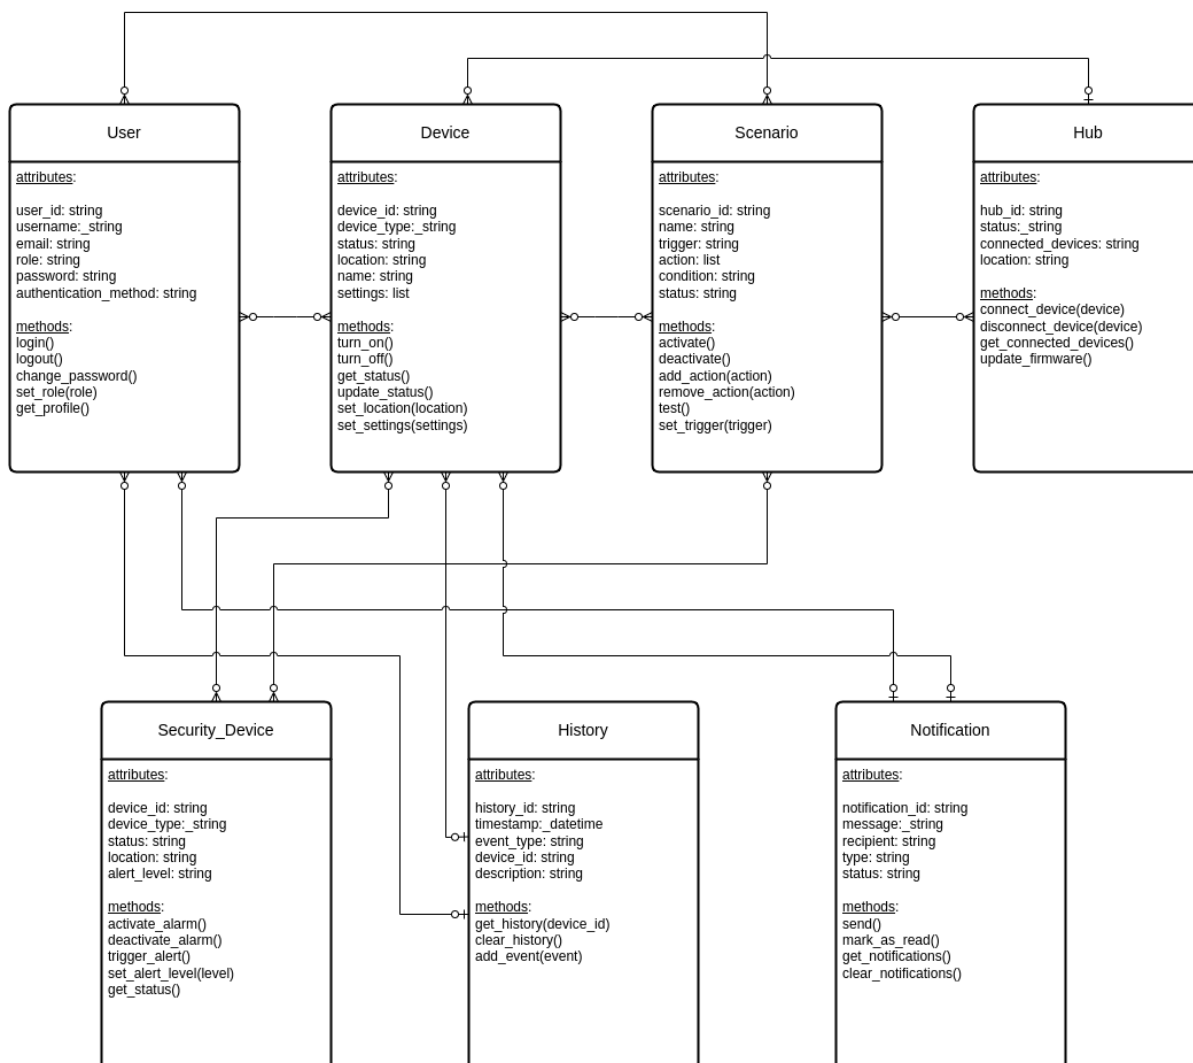 User
attributes:
user_id: string
username:_string
email: string
role: string
password: string
authentication_method: string
methods:
login()
logout()
change_password()
set_role(role)
get_profile()
Device
attributes:
device_id: string
device_type:_string
status: string
location: string
name: string
settings: list
methods:
turn_on()
turn_off()
get_status()
update_status()
set_location(location)
set_settings(settings)
Scenario
attributes:
scenario_id: string
name: string
trigger: string
action: list
condition: string
status: string
methods:
activate()
deactivate()
add_action(action)
remove_action(action)
test()
set_trigger(trigger)
Hub
attributes:
hub_id: string
status:_string
connected_devices: string
location: string
methods:
connect_device(device)
disconnect_device(device)
get_connected_devices()
update_firmware()
Security_Device
attributes:
device_id: string
device_type:_string
status: string
location: string
alert_level: string
methods:
activate_alarm()
deactivate_alarm()
trigger_alert()
set_alert_level(level)
get_status()
History
attributes:
history_id: string
timestamp:_datetime
event_type: string
device_id: string
description: string
methods:
get_history(device_id)
clear_history()
add_event(event)
Notification
attributes:
notification_id: string
message:_string
recipient: string
type: string
status: string
methods:
send()
mark_as_read()
get_notifications()
clear_notifications()